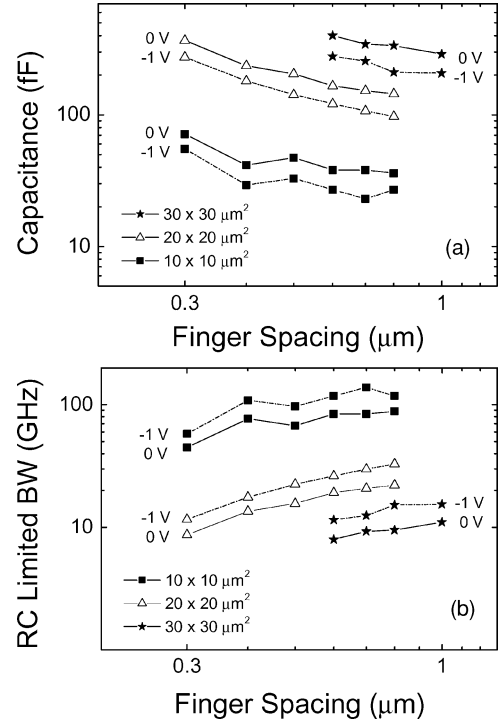 Capacitance (fF)
100
10
0 V
-1 V
0 V
-1 V
0 V
-1 V
30 x 30 μm²
20 x 20 μm²
10 x 10 μm²
(a)
0.3
1
Finger Spacing (μm)
RC Limited BW (GHz)
100
10
-1 V
0 V
-1 V
0 V
-1 V
0 V
10 x 10 μm²
20 x 20 μm²
30 x 30 μm²
(b)
0.3
1
Finger Spacing (μm)